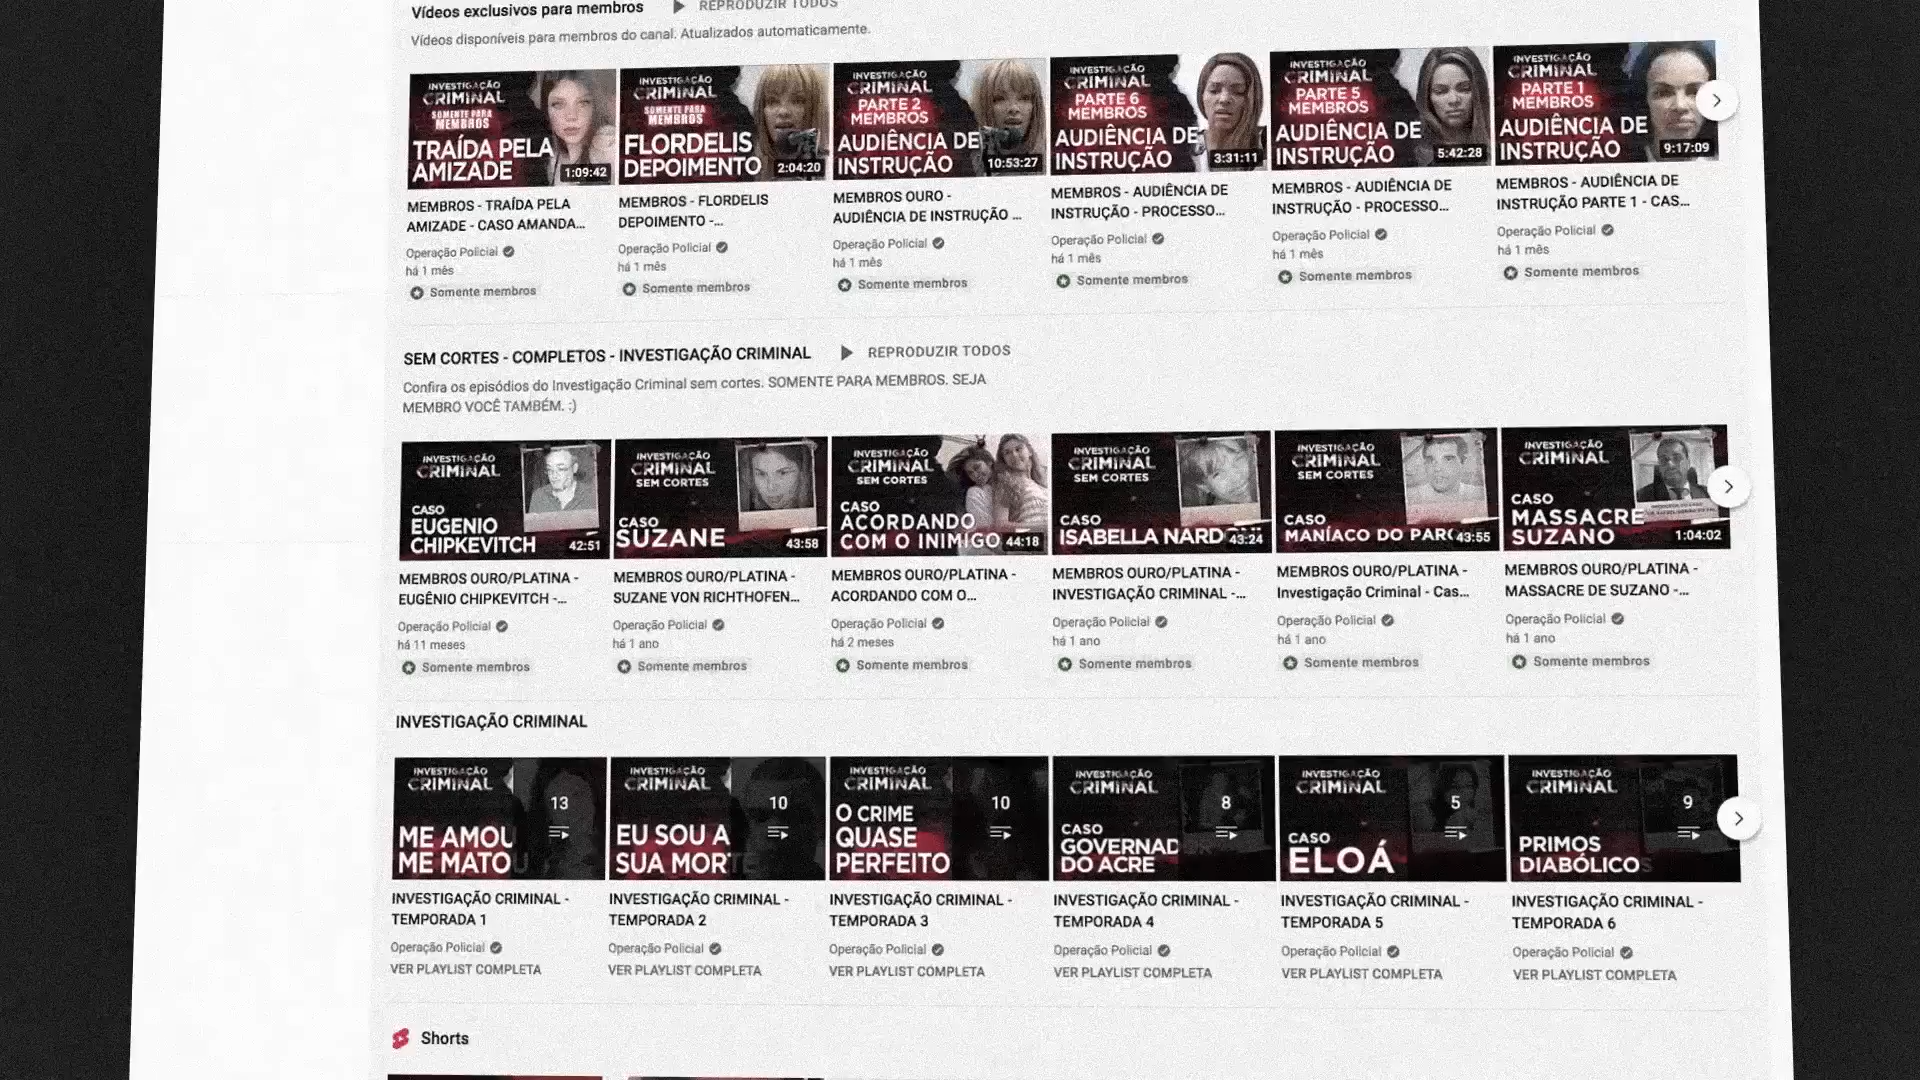 Vídeos exclusivos para membros
REPRODUZIR TODOS
Vídeos disponíveis para membros do canal. Atualizados automaticamente.
INVESTIGAÇÃO
CRIMINAL
SOMENTE PARA
MEMBROS
TRAÍDA PELA
AMIZADE
1:09:42
INVESTIGAÇÃO
CRIMINAL
SOMENTE PARA
MEMBROS
FLORDELIS
DEPOIMENTO
2:04:20
INVESTIGAÇÃO
CRIMINAL
PARTE 2
MEMBROS
AUDIÊNCIA DE
INSTRUÇÃO
10:53:27
INVESTIGAÇÃO
CRIMINAL
PARTE 6
MEMBROS
AUDIÊNCIA DE
INSTRUÇÃO
3:31:11
INVESTIGAÇÃO
CRIMINAL
PARTE 5
MEMBROS
AUDIÊNCIA DE
INSTRUÇÃO
5:42:28
INVESTIGAÇÃO
CRIMINAL
PARTE 1
MEMBROS
AUDIÊNCIA DE
INSTRUÇÃO
9:17:09
MEMBROS - TRAÍDA PELA
AMIZADE - CASO AMANDA...
Operação Policial
há 1 mês
Somente membros
MEMBROS - FLORDELIS
DEPOIMENTO -...
Operação Policial
há 1 mês
Somente membros
MEMBROS OURO -
AUDIÊNCIA DE INSTRUÇÃO ...
Operação Policial
há 1 mês
Somente membros
MEMBROS - AUDIÊNCIA DE
INSTRUÇÃO - PROCESSO...
Operação Policial
há 1 mês
Somente membros
MEMBROS - AUDIÊNCIA DE
INSTRUÇÃO - PROCESSO...
Operação Policial
há 1 mês
Somente membros
MEMBROS - AUDIÊNCIA DE
INSTRUÇÃO PARTE 1 - CAS...
Operação Policial
há 1 mês
Somente membros
SEM CORTES - COMPLETOS - INVESTIGAÇÃO CRIMINAL
REPRODUZIR TODOS
Confira os episódios do Investigação Criminal sem cortes. SOMENTE PARA MEMBROS. SEJA
MEMBRO VOCÊ TAMBÉM. :)
INVESTIGAÇÃO
CRIMINAL
CASO
EUGENIO
CHIPKEVITCH
42:51
INVESTIGAÇÃO
CRIMINAL
SEM CORTES
CASO
SUZANE
43:58
INVESTIGAÇÃO
CRIMINAL
SEM CORTES
CASO
ACORDANDO
COM O INIMIGO
44:18
INVESTIGAÇÃO
CRIMINAL
SEM CORTES
CASO
ISABELLA NARD
43:24
INVESTIGAÇÃO
CRIMINAL
SEM CORTES
CASO
MANÍACO DO PARQ
43:55
INVESTIGAÇÃO
CRIMINAL
CASO
MASSACRE
SUZANO
1:04:02
MEMBROS OURO/PLATINA -
EUGÊNIO CHIPKEVITCH -...
Operação Policial
há 11 meses
Somente membros
MEMBROS OURO/PLATINA -
SUZANE VON RICHTHOFEN...
Operação Policial
há 1 ano
Somente membros
MEMBROS OURO/PLATINA -
ACORDANDO COM O...
Operação Policial
há 2 meses
Somente membros
MEMBROS OURO/PLATINA -
INVESTIGAÇÃO CRIMINAL -...
Operação Policial
há 1 ano
Somente membros
MEMBROS OURO/PLATINA -
Investigação Criminal - Cas...
Operação Policial
há 1 ano
Somente membros
MEMBROS OURO/PLATINA -
MASSACRE DE SUZANO -...
Operação Policial
há 1 ano
Somente membros
INVESTIGAÇÃO CRIMINAL
INVESTIGAÇÃO
CRIMINAL
ME AMOU
ME MATOU
13
INVESTIGAÇÃO
CRIMINAL
EU SOU A
SUA MORTE
10
INVESTIGAÇÃO
CRIMINAL
O CRIME
QUASE
PERFEITO
10
INVESTIGAÇÃO
CRIMINAL
CASO
GOVERNADOR
DO ACRE
8
INVESTIGAÇÃO
CRIMINAL
CASO
ELOÁ
5
INVESTIGAÇÃO
CRIMINAL
PRIMOS
DIABÓLICOS
9
INVESTIGAÇÃO CRIMINAL -
TEMPORADA 1
Operação Policial
VER PLAYLIST COMPLETA
INVESTIGAÇÃO CRIMINAL -
TEMPORADA 2
Operação Policial
VER PLAYLIST COMPLETA
INVESTIGAÇÃO CRIMINAL -
TEMPORADA 3
Operação Policial
VER PLAYLIST COMPLETA
INVESTIGAÇÃO CRIMINAL -
TEMPORADA 4
Operação Policial
VER PLAYLIST COMPLETA
INVESTIGAÇÃO CRIMINAL -
TEMPORADA 5
Operação Policial
VER PLAYLIST COMPLETA
INVESTIGAÇÃO CRIMINAL -
TEMPORADA 6
Operação Policial
VER PLAYLIST COMPLETA
Shorts